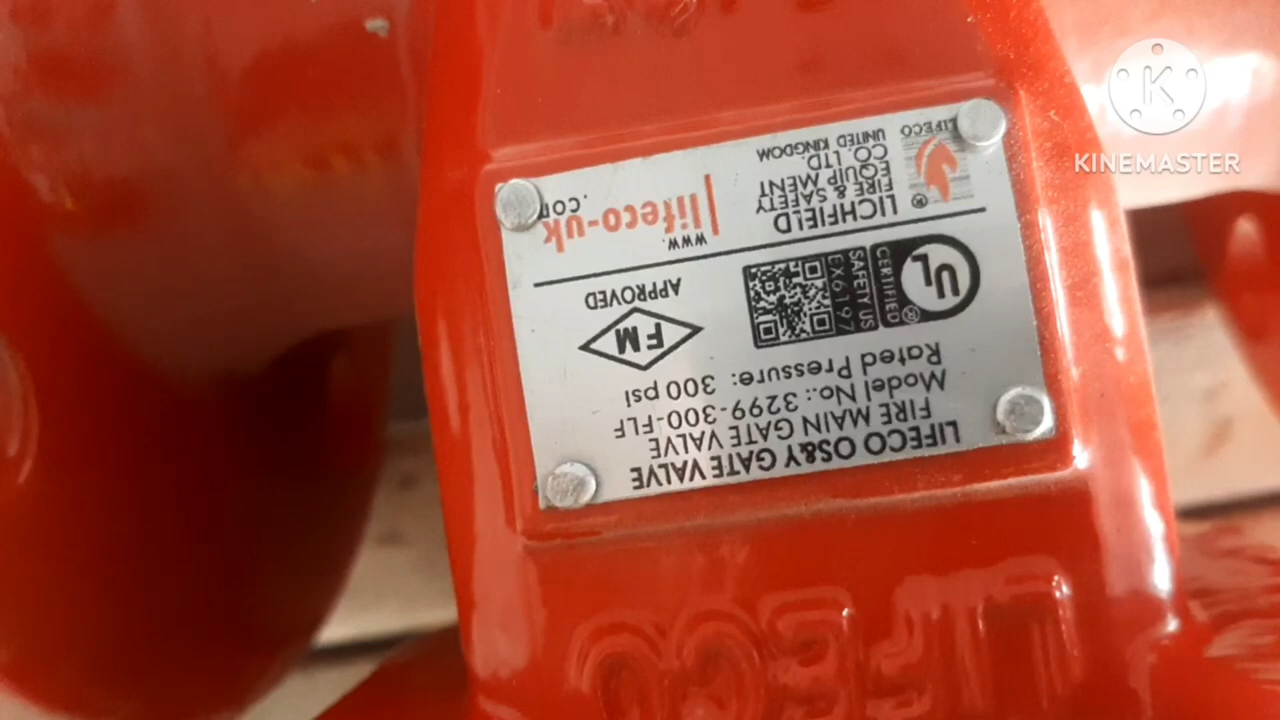 LIFECO
LICHFIELD
FIRE & SAFETY
EQUIP MENT
CO. LTD.
UNITED KINGDOM
www.
lifeco-uk
.com
UL
®
CERTIFIED
SAFETY US
EX6197
FM
APPROVED
Rated Pressure: 300 psi
Model No.: 3299-300-FLF
FIRE MAIN GATE VALVE
LIFECO OS&Y GATE VALVE
LIFECO
KINEMASTER